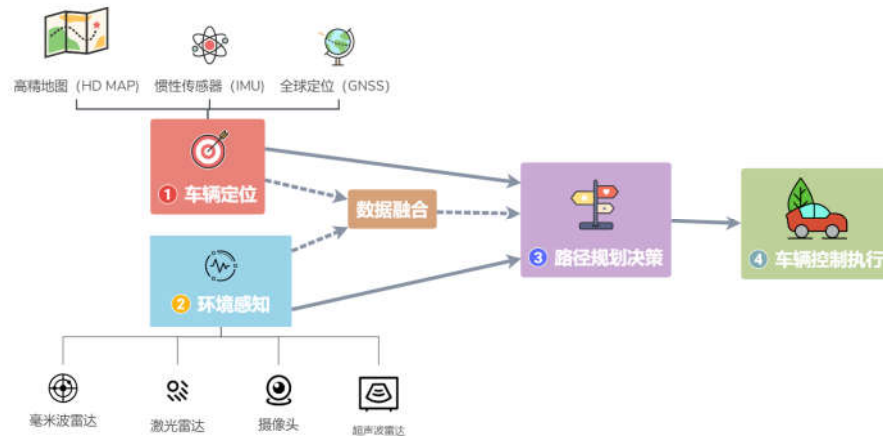 高精地图（HD MAP)
惯性传感器（IMU)
全球定位（GNSS)
1 车辆定位
数据融合
2 环境感知
3 路径规划决策
4 车辆控制执行
毫米波雷达
激光雷达
摄像头
超声波雷达